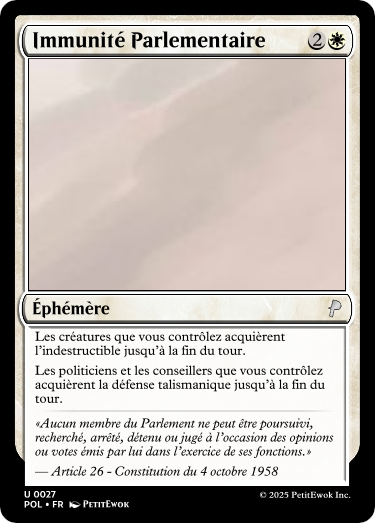 Immunité Parlementaire 2
Éphémère
Les créatures que vous contrôlez acquièrent
l'indestructible jusqu'à la fin du tour.
Les politiciens et les conseillers que vous contrôlez
acquièrent la défense talismanique jusqu'à la fin du
tour.
«Aucun membre du Parlement ne peut être poursuivi,
recherché, arrêté, détenu ou jugé à l'occasion des opinions
ou votes émis par lui dans l'exercice de ses fonctions.»
— Article 26 - Constitution du 4 octobre 1958
U 0027
POL • FR PetitEwok
© 2025 PetitEwok Inc.